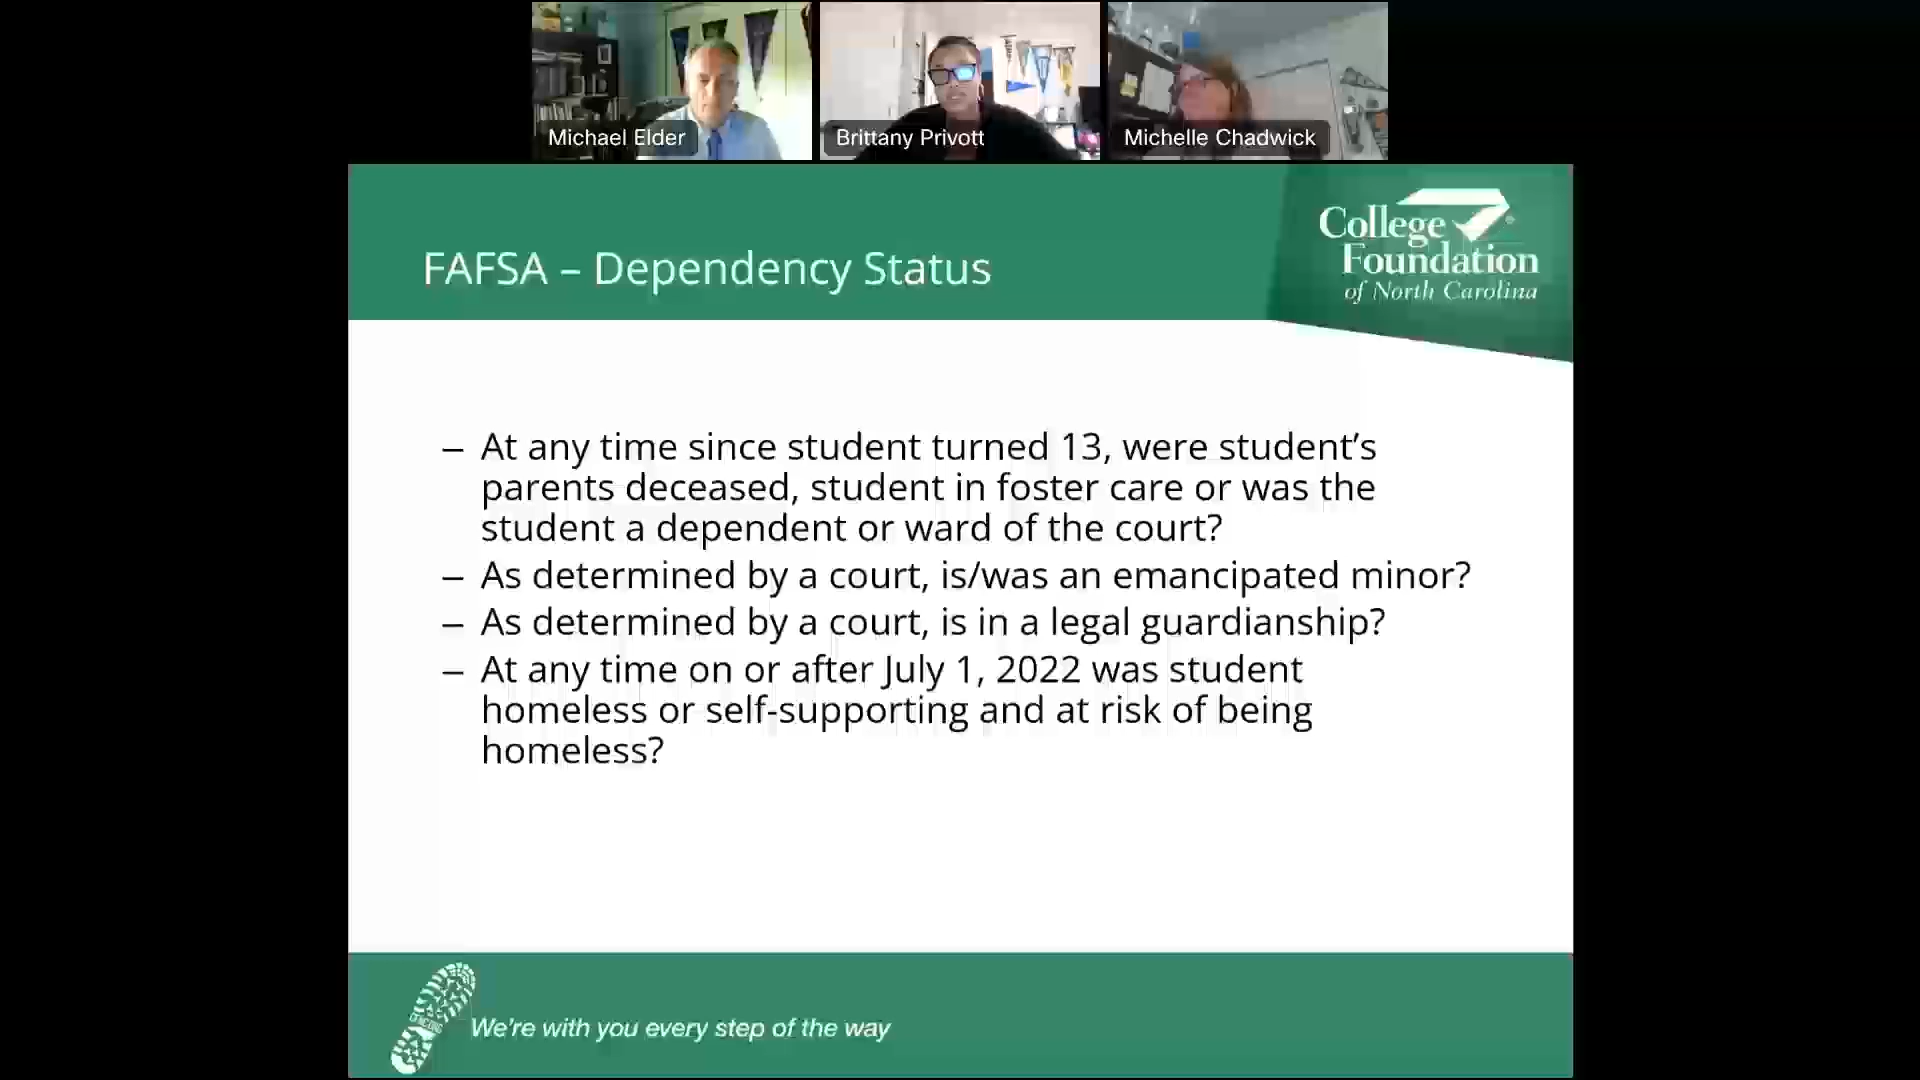 Michael Elder
Brittany Privott
Michelle Chadwick
College
Foundation
of North Carolina
FAFSA – Dependency Status
– At any time since student turned 13, were student’s
parents deceased, student in foster care or was the
student a dependent or ward of the court?
– As determined by a court, is/was an emancipated minor?
– As determined by a court, is in a legal guardianship?
– At any time on or after July 1, 2022 was student
homeless or self-supporting and at risk of being
homeless?
We’re with you every step of the way